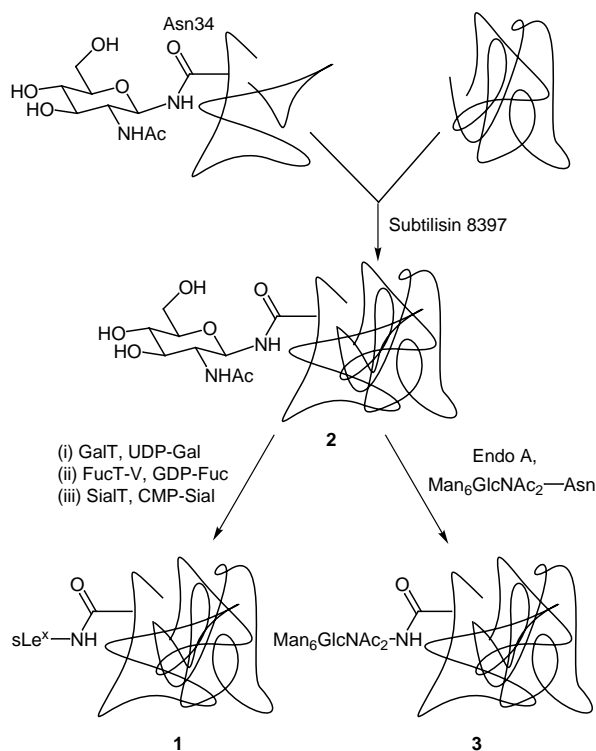 Asn34
OH
O
HO
O
HO
NH
NHAc
Subtilisin 8397
OH
O
HO
O
HO
NH
NHAc
2
(i) GalT, UDP-Gal
(ii) FucT-V, GDP-Fuc
(iii) SialT, CMP-Sial
Endo A,
Man₆GlcNAc₂—Asn
O
sLeˣ—NH
O
Man₆GlcNAc₂-NH
1
3